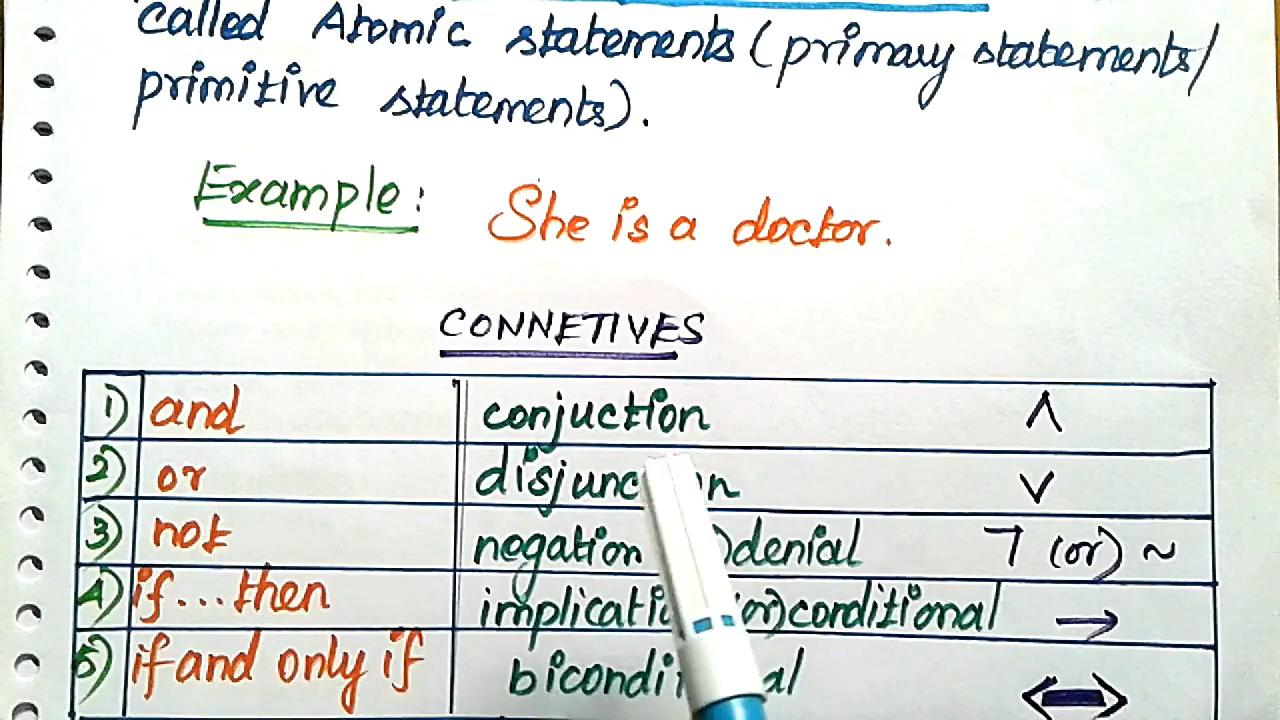 called Atomic statements (primary statements/
primitive statements).
Example: She is a doctor.
CONNETIVES
1) and conjuction ∧
2) or ∨
3) not negation denial ¬ (or) ~
4) if...then (or) conditional →
5) if and only if ↔